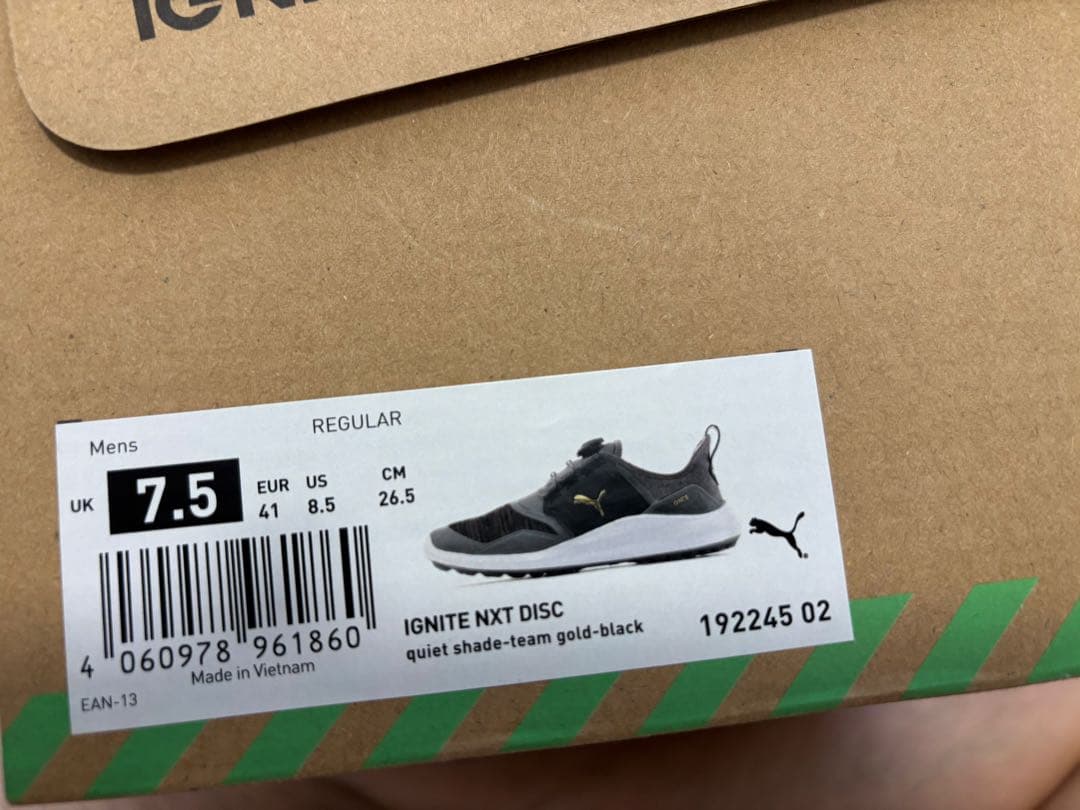 REGULAR
Mens
UK 7.5
EUR 41
US 8.5
CM 26.5
4 060978 961860
Made in Vietnam
EAN-13
IGNITE NXT DISC
quiet shade-team gold-black
192245 02